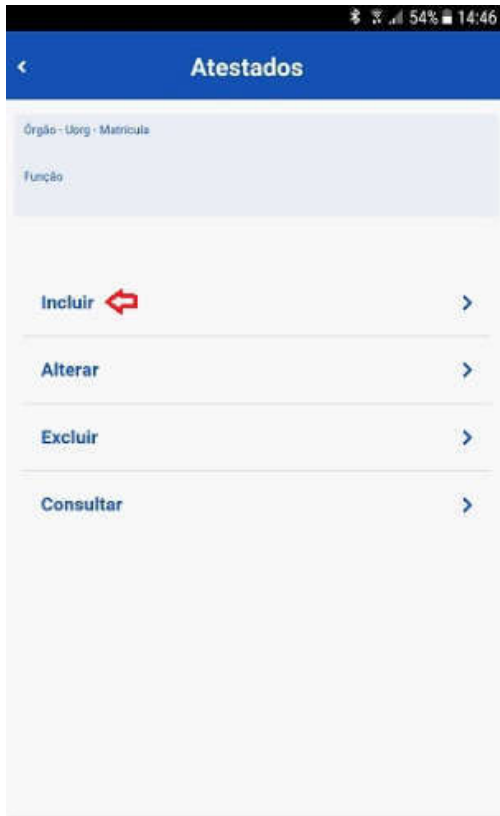 54% 14:46
Atestados
Órgão - Uorg - Matrícula
Função
Incluir
Alterar
Excluir
Consultar